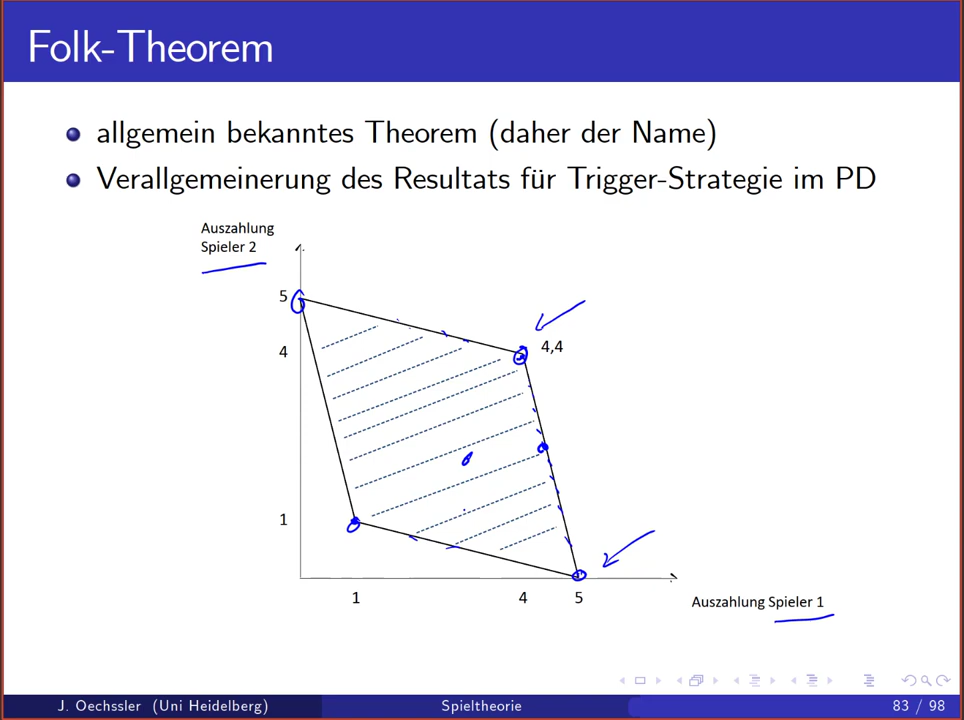 Folk-Theorem
allgemein bekanntes Theorem (daher der Name)
Verallgemeinerung des Resultats für Trigger-Strategie im PD
Auszahlung
Spieler 2
5
4
4,4
1
1 4 5
Auszahlung Spieler 1
J. Oechssler (Uni Heidelberg) Spieltheorie 83 / 98